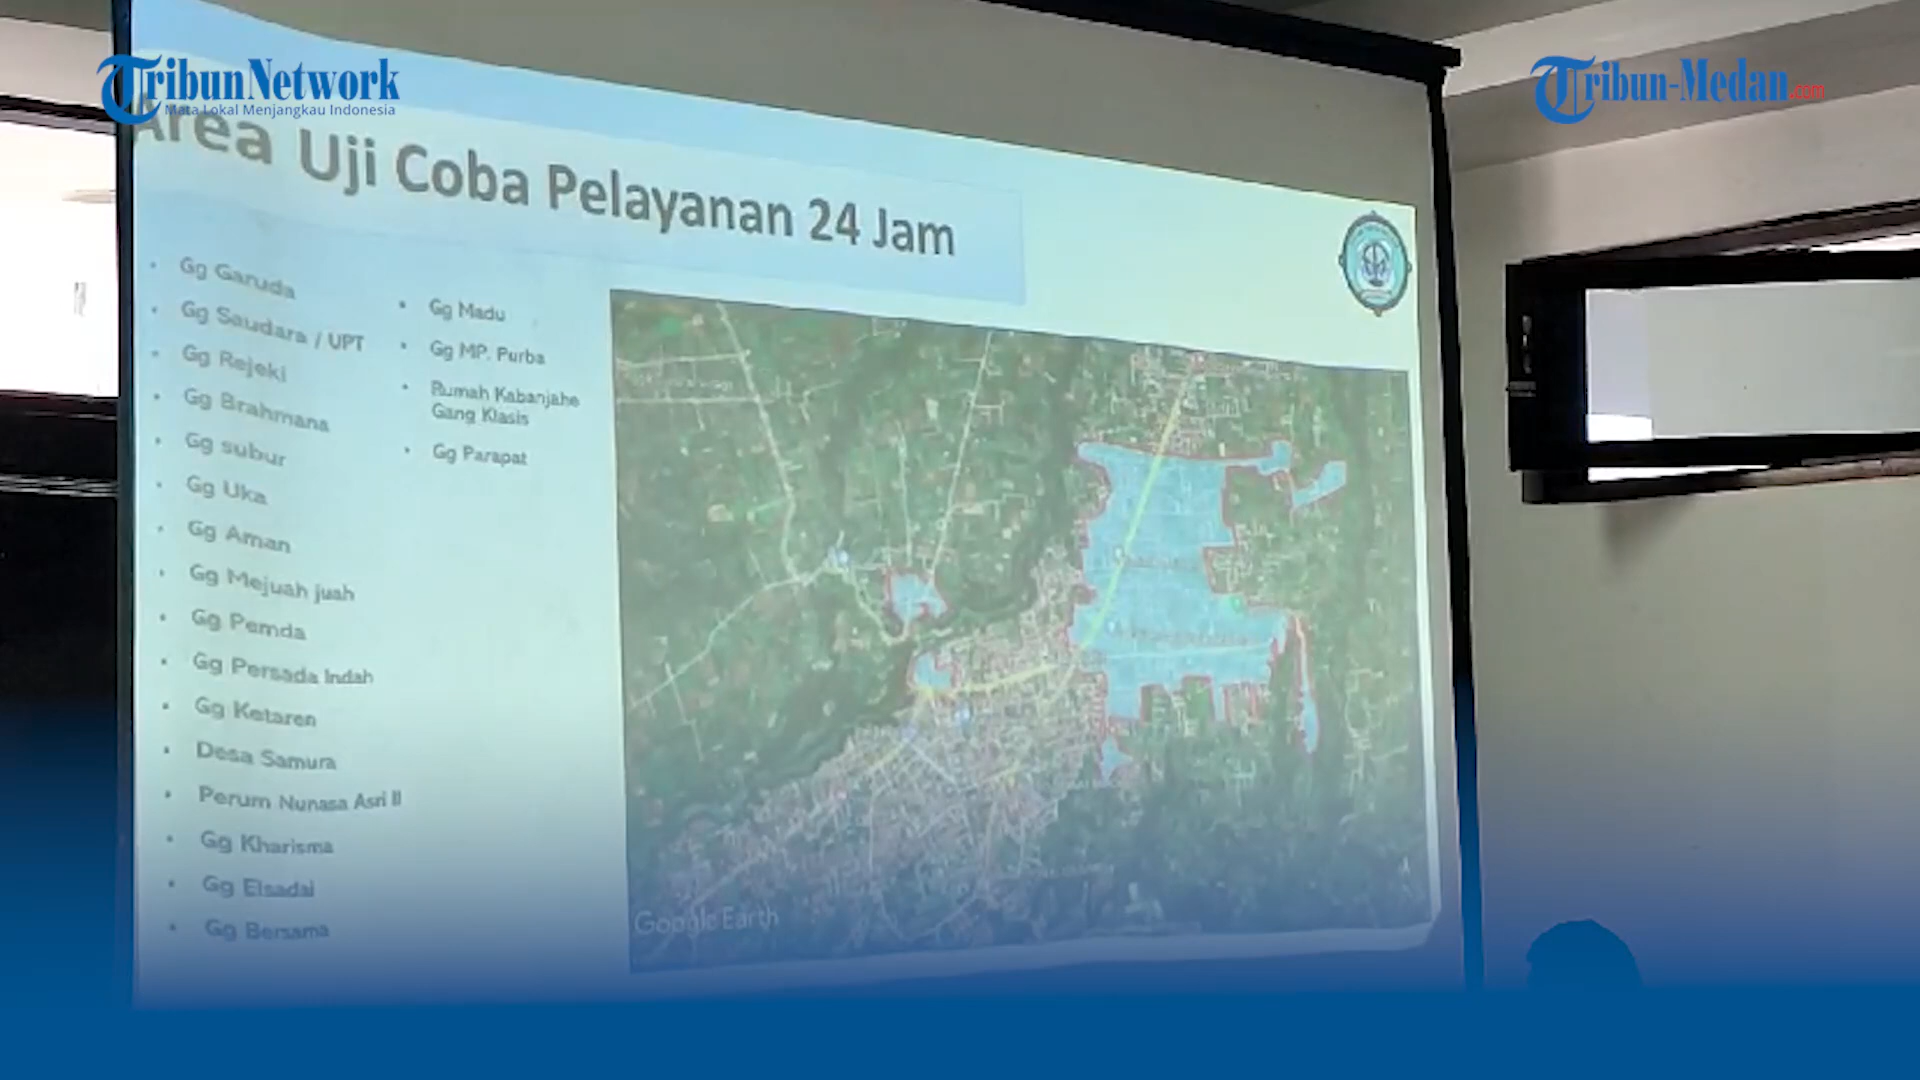 TribunNetwork
Mata Lokal Menjangkau Indonesia
Tribun-Medan.com
Area Uji Coba Pelayanan 24 Jam
• Gg Garuda
• Gg Saudara / UPT
• Gg Rejeki
• Gg Brahmana
• Gg subur
• Gg Uka
• Gg Aman
• Gg Mejuah juah
• Gg Pemda
• Gg Persada Indah
• Gg Ketaren
• Desa Samura
• Perum Nunasa Asri II
• Gg Kharisma
• Gg Elsadai
• Gg Bersama
• Gg Madu
• Gg MP. Purba
• Rumah Kabanjahe
Gang Klasis
• Gg Parapat
Google Earth